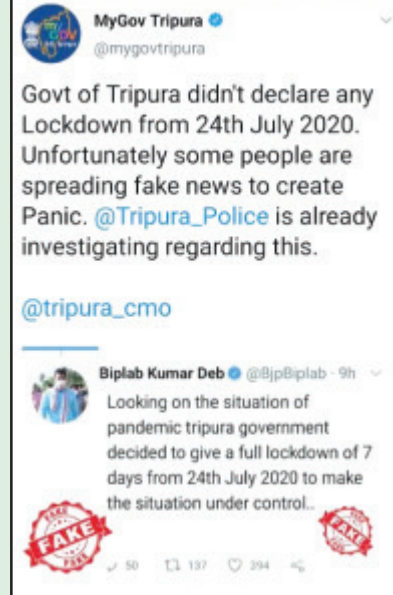 MyGov Tripura
@mygovtripura
Govt of Tripura didn't declare any
Lockdown from 24th July 2020.
Unfortunately some people are
spreading fake news to create
Panic. @Tripura_Police is already
investigating regarding this.
@tripura_cmo
Biplab Kumar Deb @BjpBiplab · 9h
Looking on the situation of
pandemic tripura government
decided to give a full lockdown of 7
days from 24th July 2020 to make
the situation under control..
FAKE
FAKE
FAKE
FAKE
50 137 394